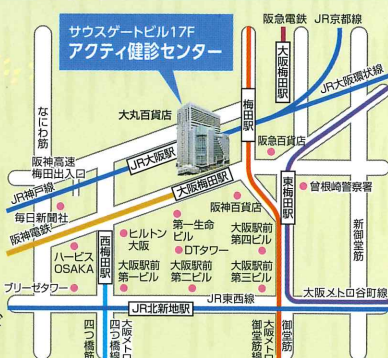 サウスゲートビル17F
アクティ健診センター
阪急電鉄
JR京都線
大阪梅田駅
JR大阪環状線
なにわ筋
大丸百貨店
梅田駅
阪急百貨店
阪神高速
梅田出入口
JR大阪駅
大阪梅田駅
東梅田駅
曽根崎警察署
JR神戸線
毎日新聞社
阪神電鉄
阪神百貨店
新御堂筋
西梅田駅
ヒルトン
大阪
第一生命
ビル
DTタワー
大阪駅前
第四ビル
ハービス
OSAKA
大阪駅前
第一ビル
大阪駅前
第二ビル
大阪駅前
第三ビル
ブリーゼタワー
JR東西線
大阪メトロ谷町線
JR北新地駅
四つ橋筋
大阪メトロ
四つ橋線
大阪メトロ
御堂筋線
御堂筋